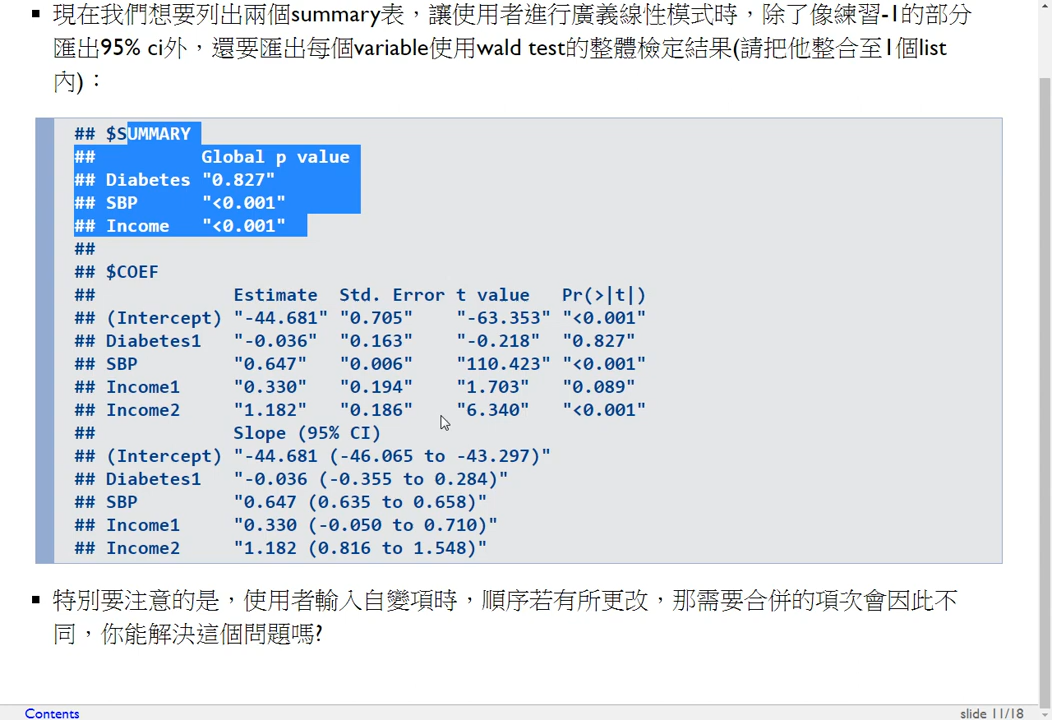 ▪ 現在我們想要列出兩個summary表，讓使用者進行廣義線性模式時，除了像練習-1的部分
匯出95% ci外，還要匯出每個variable使用wald test的整體檢定結果(請把他整合至1個list
內)：
## $SUMMARY
##          Global p value
## Diabetes "0.827"
## SBP      "<0.001"
## Income   "<0.001"
##
## $COEF
##             Estimate  Std. Error t value   Pr(>|t|)
## (Intercept) "-44.681" "0.705"    "-63.353" "<0.001"
## Diabetes1   "-0.036"  "0.163"    "-0.218"  "0.827"
## SBP         "0.647"   "0.006"    "110.423" "<0.001"
## Income1     "0.330"   "0.194"    "1.703"   "0.089"
## Income2     "1.182"   "0.186"    "6.340"   "<0.001"
##             Slope (95% CI)
## (Intercept) "-44.681 (-46.065 to -43.297)"
## Diabetes1   "-0.036 (-0.355 to 0.284)"
## SBP         "0.647 (0.635 to 0.658)"
## Income1     "0.330 (-0.050 to 0.710)"
## Income2     "1.182 (0.816 to 1.548)"
▪ 特別要注意的是，使用者輸入自變項時，順序若有所更改，那需要合併的項次會因此不
同，你能解決這個問題嗎?
Contents slide 11/18